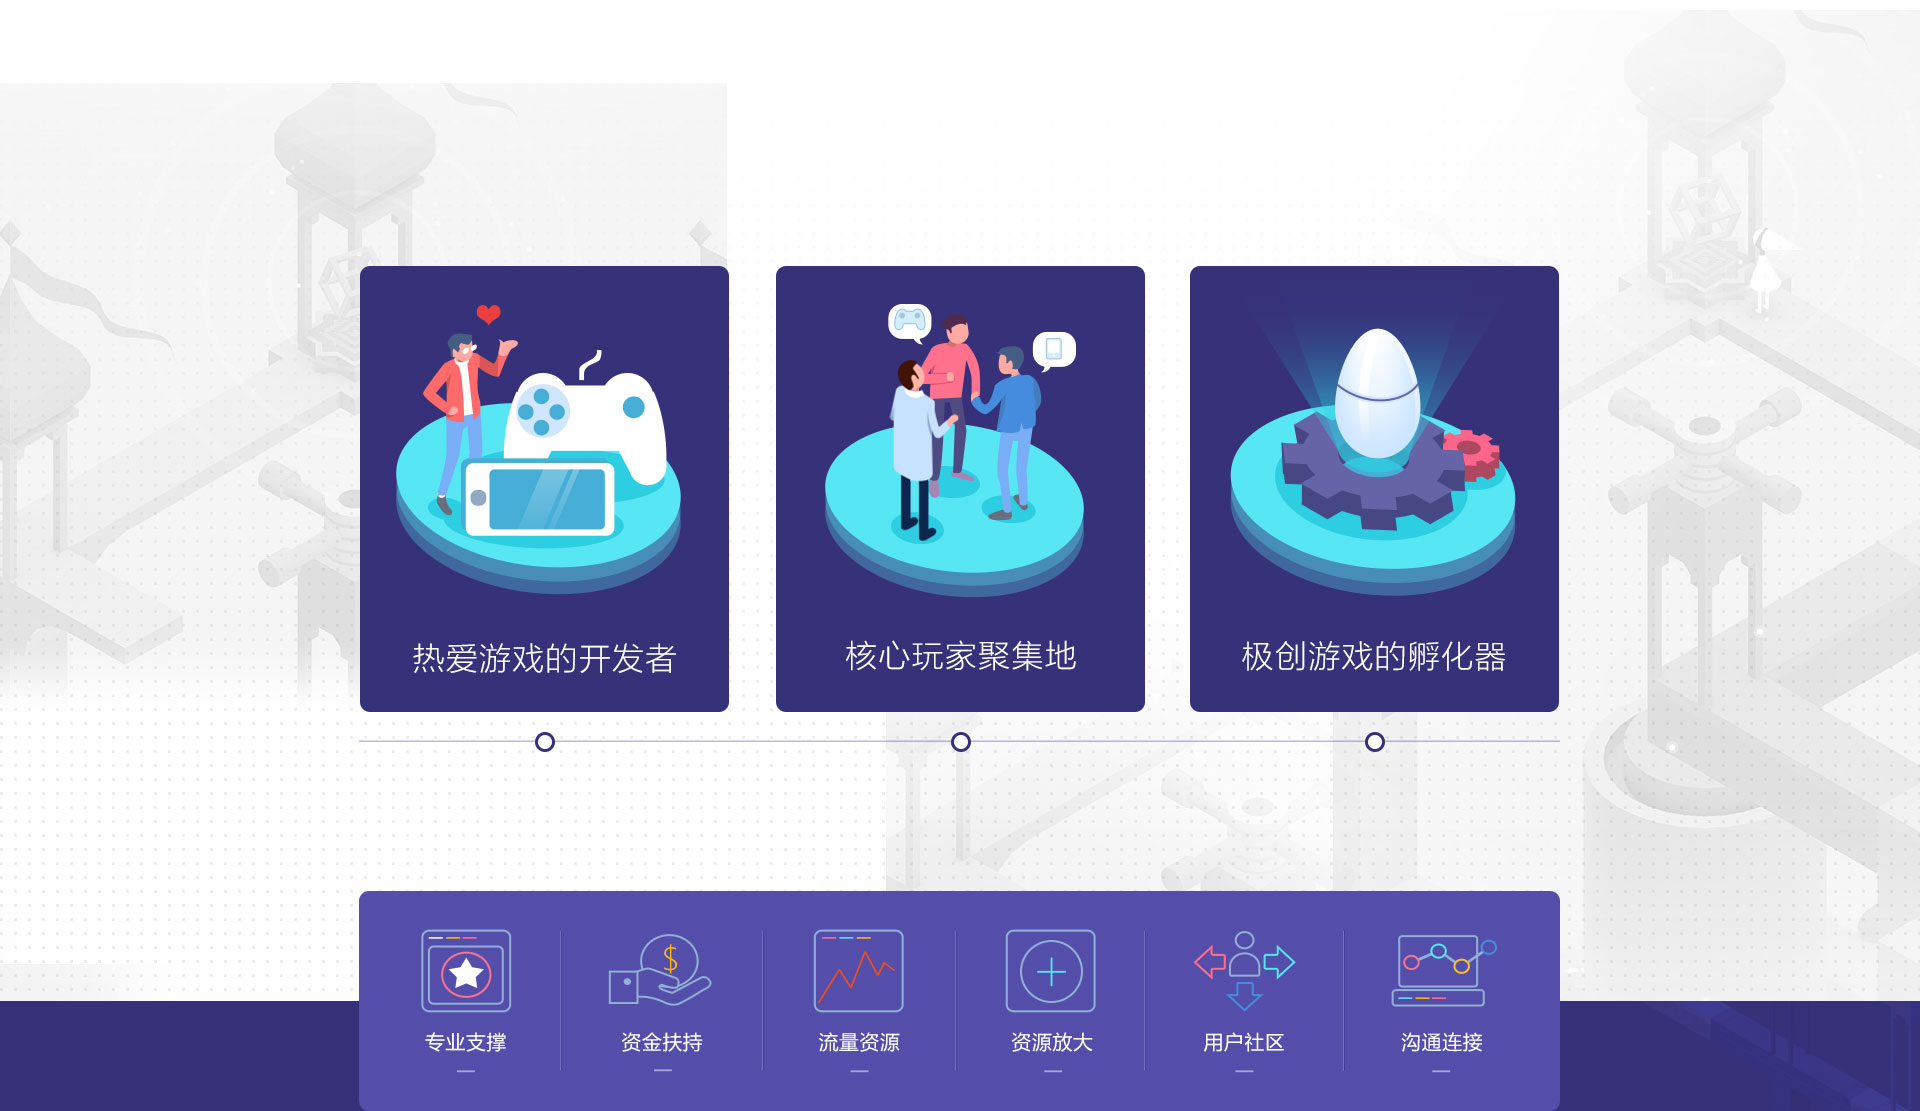 热爱游戏的开发者
核心玩家聚集地
极创游戏的孵化器
专业支撑
资金扶持
流量资源
资源放大
用户社区
沟通连接